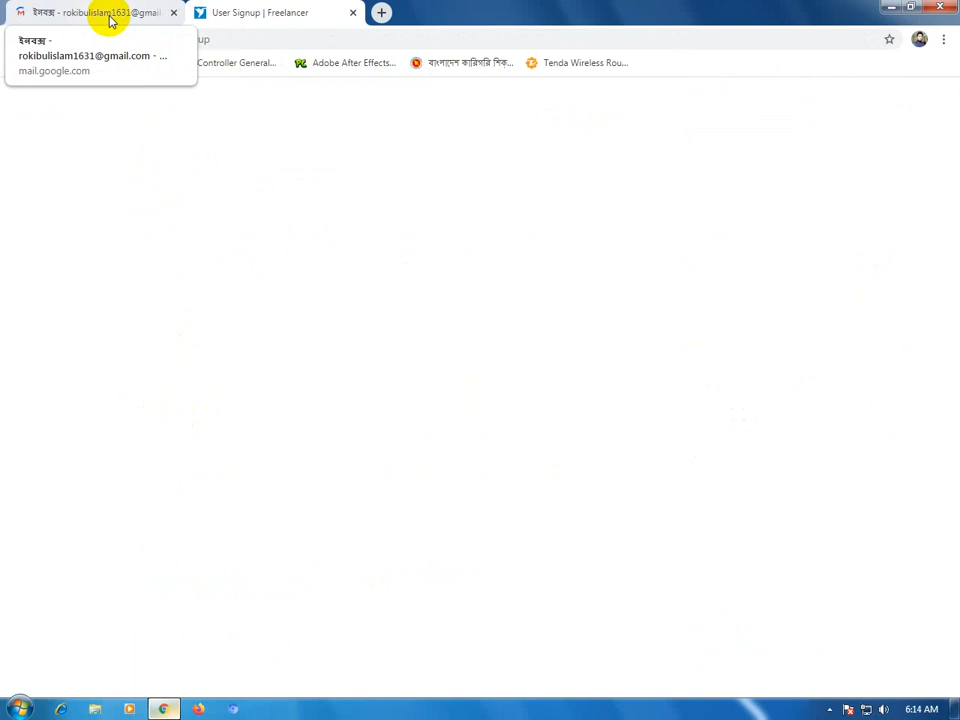 ইনবক্স - rokibulislam1631@gmail
User Signup | Freelancer
ইনবক্স -
rokibulislam1631@gmail.com - ...
mail.google.com
up
Controller General...
Adobe After Effects...
বাংলাদেশ কারিগরি শিক্...
Tenda Wireless Rou...
6:14 AM